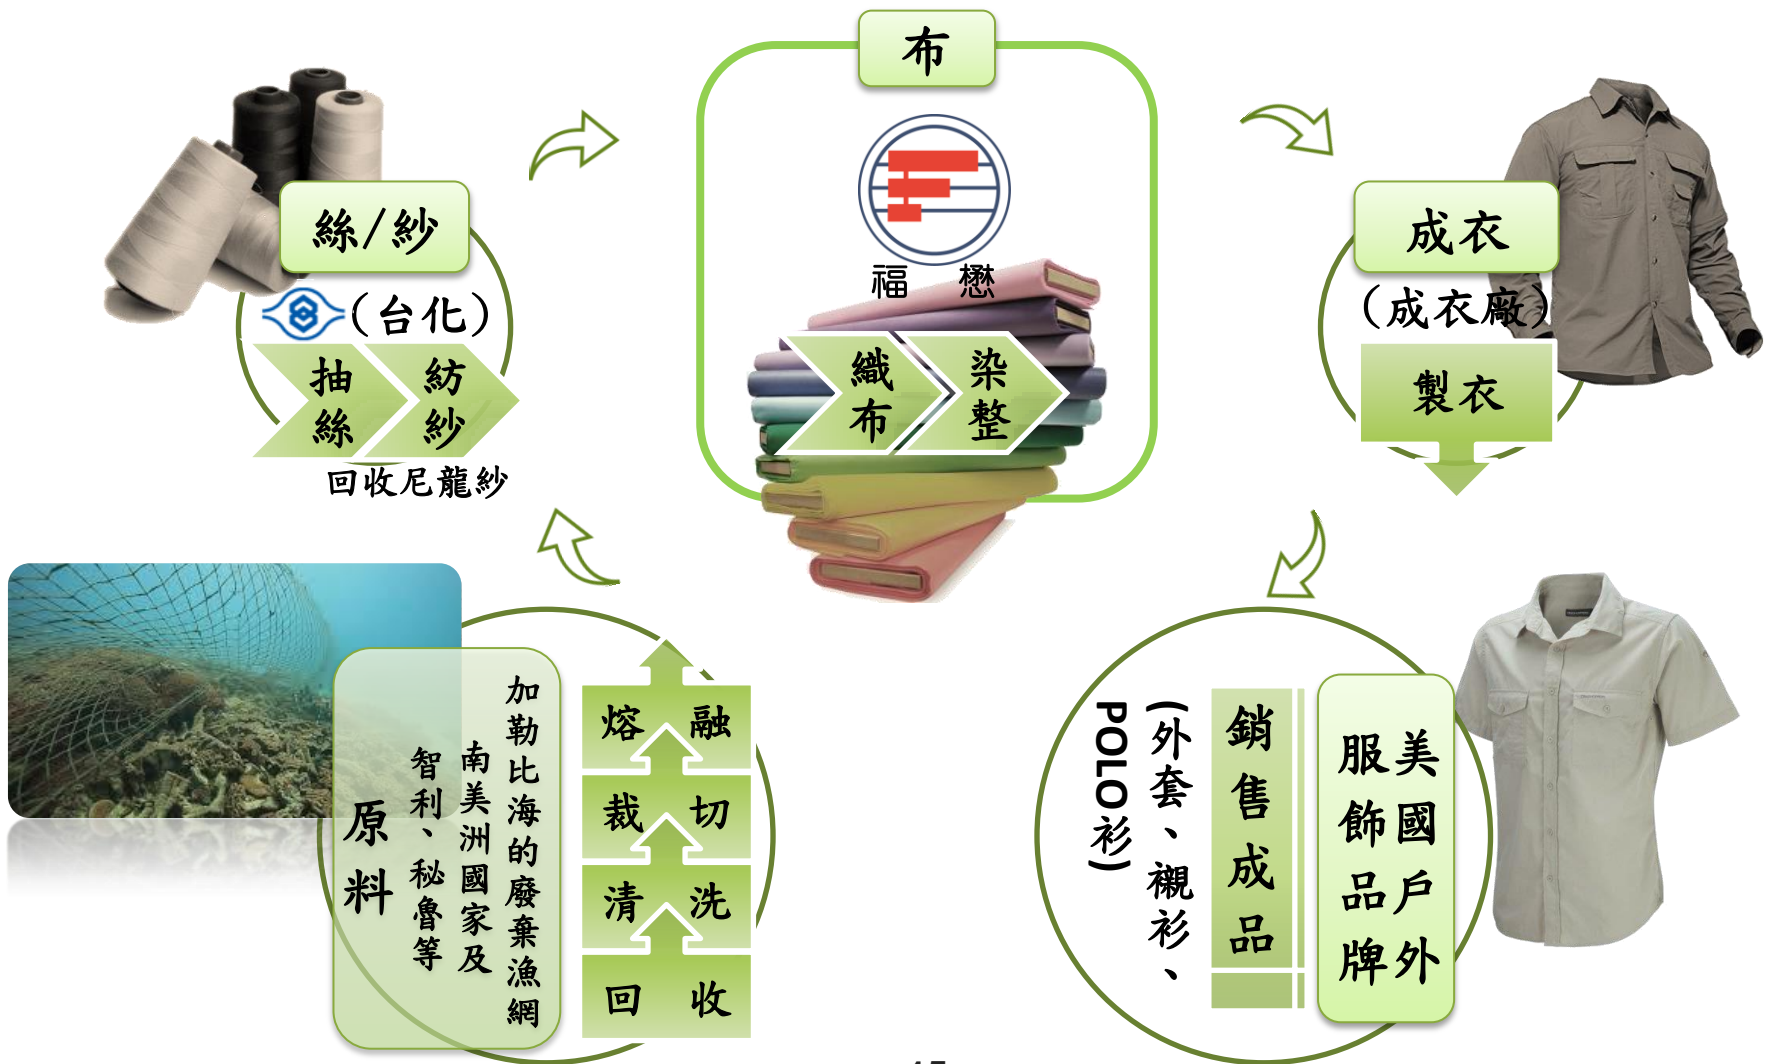 布
福懋
織布
染整
絲/紗
(台化)
抽絲
紡紗
回收尼龍紗
成衣
(成衣廠)
製衣
原料
加勒比海的廢棄漁網
南美洲國家及
智利、秘魯等
熔融
裁切
清洗
回收
美國戶外
服飾品牌
銷售成品
(外套、襯衫、
POLO衫)